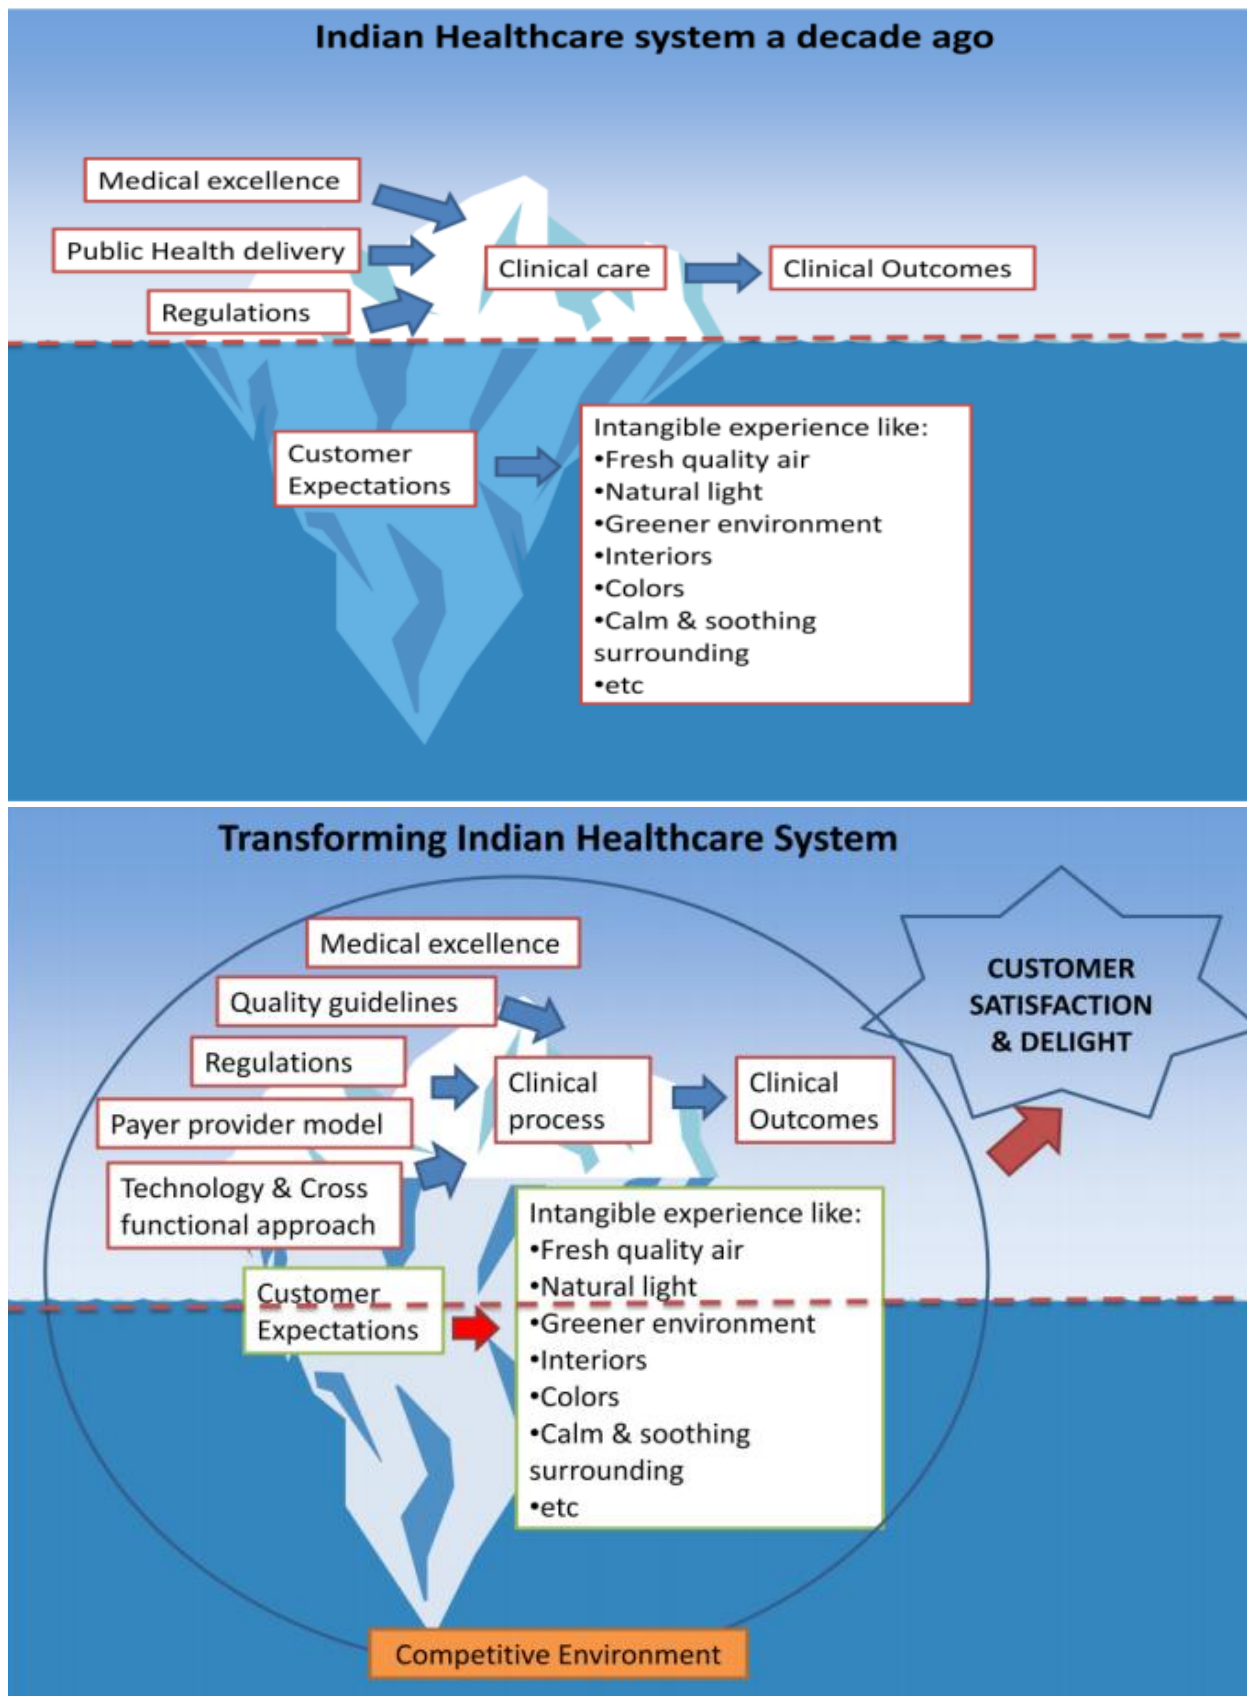 Indian Healthcare system a decade ago
Medical excellence
Public Health delivery
Regulations
Clinical care
Clinical Outcomes
Customer
Expectations
Intangible experience like:
•Fresh quality air
•Natural light
•Greener environment
•Interiors
•Colors
•Calm & soothing
surrounding
•etc
Transforming Indian Healthcare System
Medical excellence
Quality guidelines
Regulations
Payer provider model
Technology & Cross
functional approach
Clinical
process
Clinical
Outcomes
CUSTOMER
SATISFACTION
& DELIGHT
Customer
Expectations
Intangible experience like:
•Fresh quality air
•Natural light
•Greener environment
•Interiors
•Colors
•Calm & soothing
surrounding
•etc
Competitive Environment